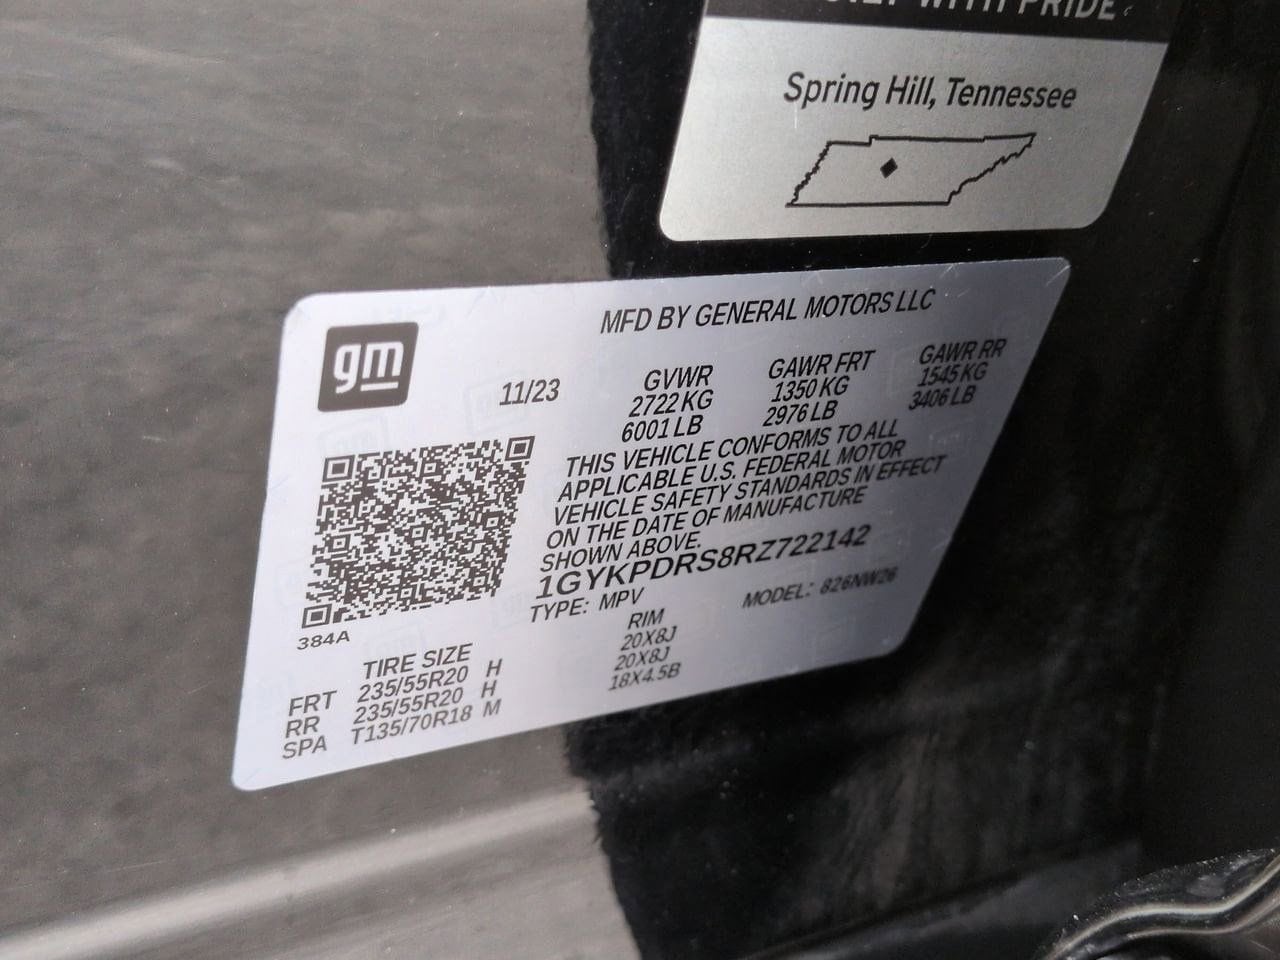 BUILT WITH PRIDE
Spring Hill, Tennessee
gm
MFD BY GENERAL MOTORS LLC
11/23
GVWR GAWR FRT GAWR RR
2722 KG 1350 KG 1545 KG
6001 LB 2976 LB 3406 LB
THIS VEHICLE CONFORMS TO ALL
APPLICABLE U.S. FEDERAL MOTOR
VEHICLE SAFETY STANDARDS IN EFFECT
ON THE DATE OF MANUFACTURE
SHOWN ABOVE.
1GYKPDRS8RZ722142
TYPE: MPV MODEL: 826NW26
384A
TIRE SIZE RIM
FRT 235/55R20 H 20X8J
RR 235/55R20 H 20X8J
SPA T135/70R18 M 18X4.5B